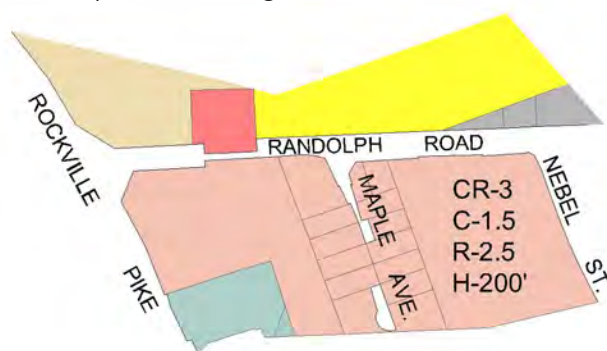 ROCKVILLE
PIKE
RANDOLPH ROAD
MAPLE
AVE.
CR-3
C-1.5
R-2.5
H-200'
NEBEL
ST.